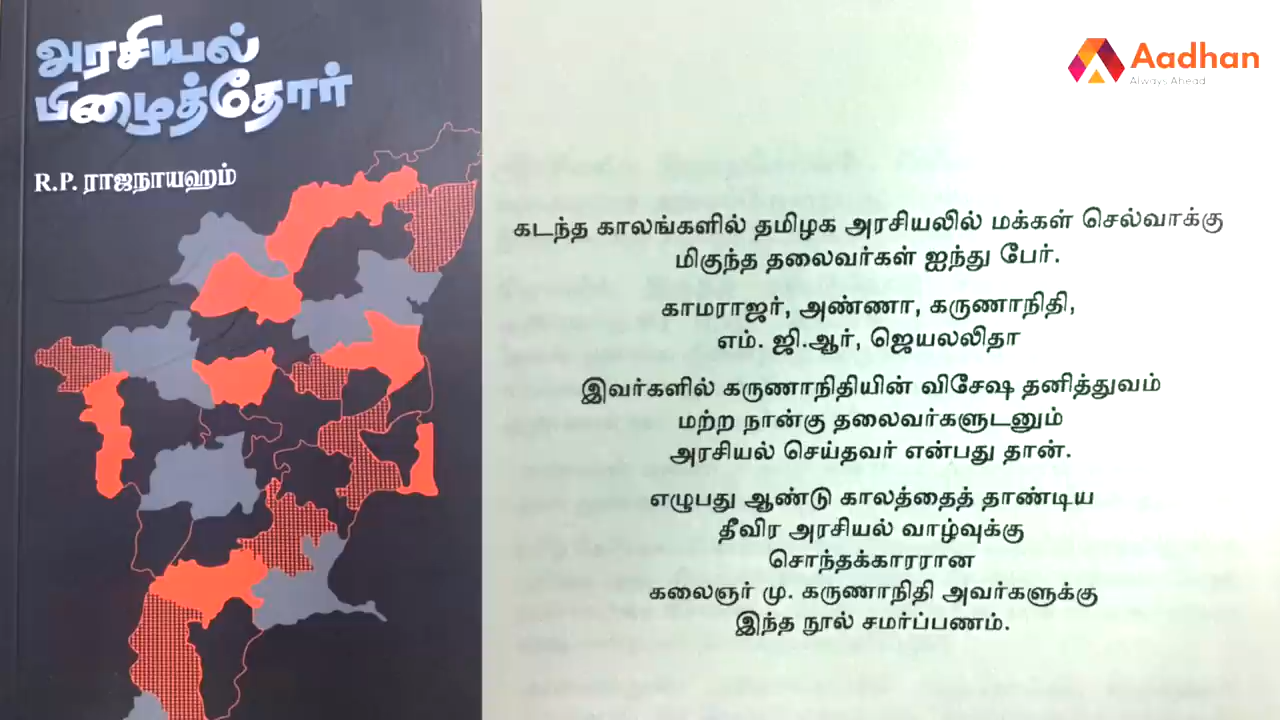 அரசியல்
பிழைத்தோர்
R.P. ராஜநாயஹம்
Aadhan
Always Ahead
கடந்த காலங்களில் தமிழக அரசியலில் மக்கள் செல்வாக்கு
மிகுந்த தலைவர்கள் ஐந்து பேர்.
காமராஜர், அண்ணா, கருணாநிதி,
எம். ஜி.ஆர், ஜெயலலிதா
இவர்களில் கருணாநிதியின் விசேஷ தனித்துவம்
மற்ற நான்கு தலைவர்களுடனும்
அரசியல் செய்தவர் என்பது தான்.
எழுபது ஆண்டு காலத்தைத் தாண்டிய
தீவிர அரசியல் வாழ்வுக்கு
சொந்தக்காரரான
கலைஞர் மு. கருணாநிதி அவர்களுக்கு
இந்த நூல் சமர்ப்பணம்.